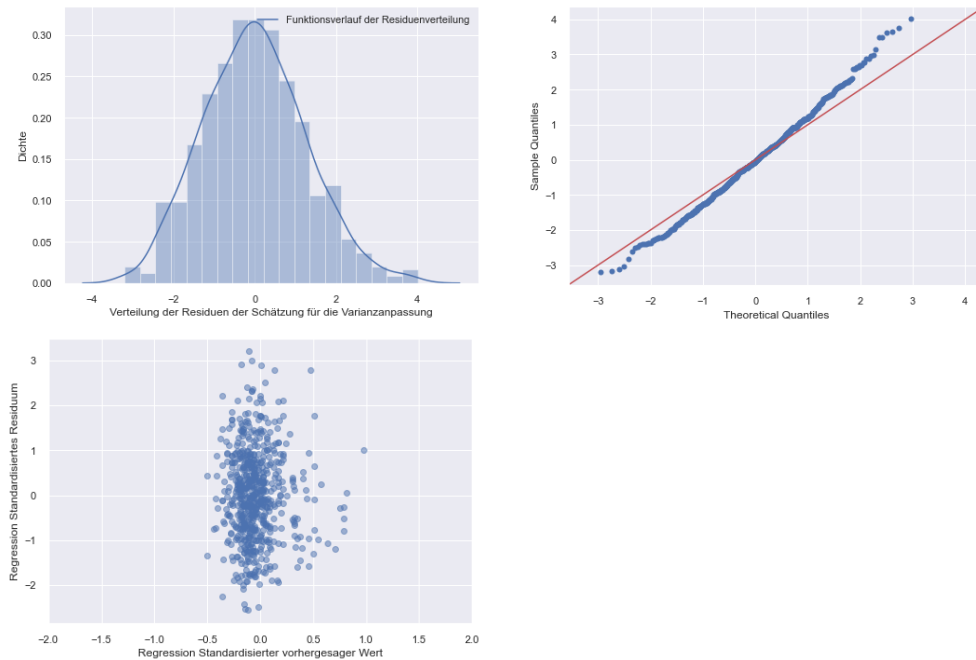 Funktionsverlauf der Residuenverteilung
0.30
0.25
0.20
0.15
0.10
0.05
0.00
Dichte
−4 −2 0 2 4
Verteilung der Residuen der Schätzung für die Varianzanpassung
4
3
2
1
0
−1
−2
−3
Sample Quantiles
−3 −2 −1 0 1 2 3 4
Theoretical Quantiles
3
2
1
0
−1
−2
Regression Standardisiertes Residuum
−2.0 −1.5 −1.0 −0.5 0.0 0.5 1.0 1.5 2.0
Regression Standardisierter vorhergesager Wert